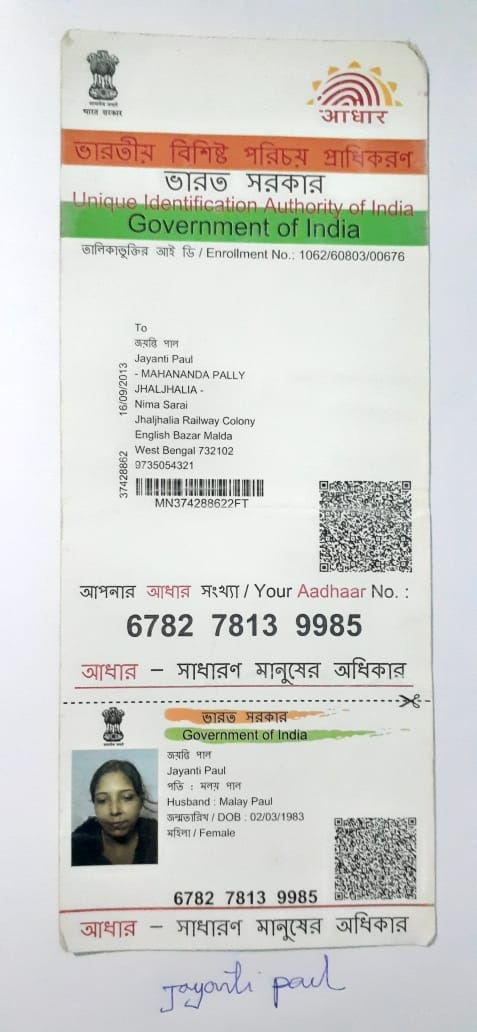 सत्यमेव जयते
भारत सरकार
आधार
ভারতীয় বিশিষ্ট পরিচয় প্রাধিকরণ
ভারত সরকার
Unique Identification Authority of India
Government of India
তালিকাভুক্তির আই ডি / Enrollment No.: 1062/60803/00676
To
জয়ন্তি পাল
Jayanti Paul
- MAHANANDA PALLY
JHALJHALIA -
Nima Sarai
Jhaljhalia Railway Colony
English Bazar Malda
West Bengal 732102
9735054321
16/09/2013
37428862
MN374288622FT
আপনার আধার সংখ্যা / Your Aadhaar No. :
6782 7813 9985
আধার – সাধারণ মানুষের অধিকার
ভারত সরকার
Government of India
জয়ন্তি পাল
Jayanti Paul
পতি : মলয় পাল
Husband : Malay Paul
জন্মতারিখ / DOB : 02/03/1983
মহিলা / Female
6782 7813 9985
আধার – সাধারণ মানুষের অধিকার
Jayanti paul